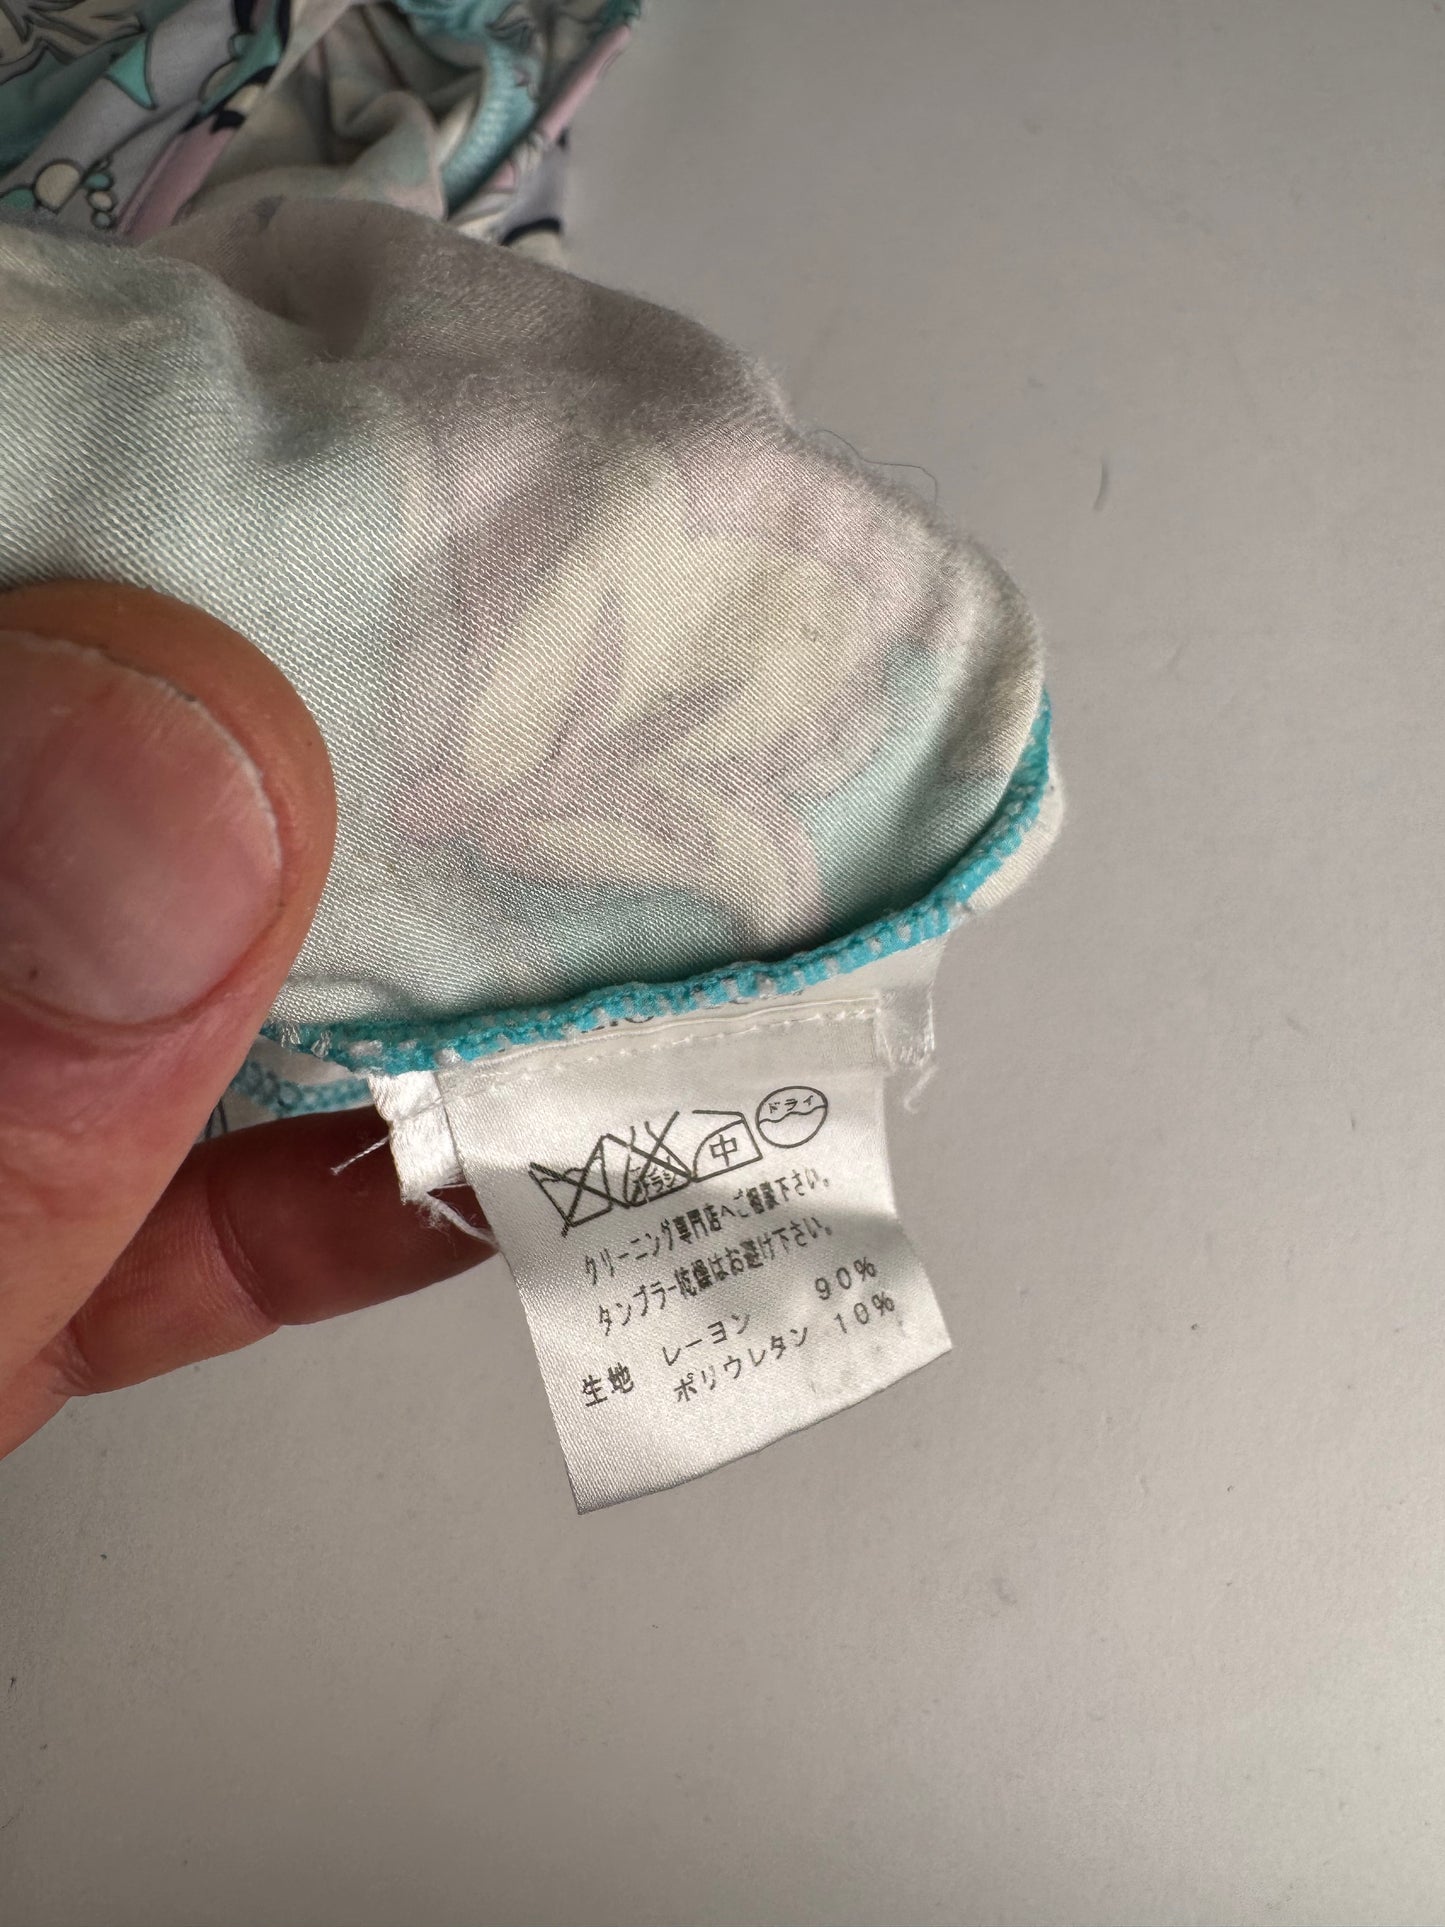 中 ドライ
クリーニング専門店へご相談下さい。
タンブラー乾燥はお避け下さい。
生地 レーヨン 90%
ポリウレタン 10%